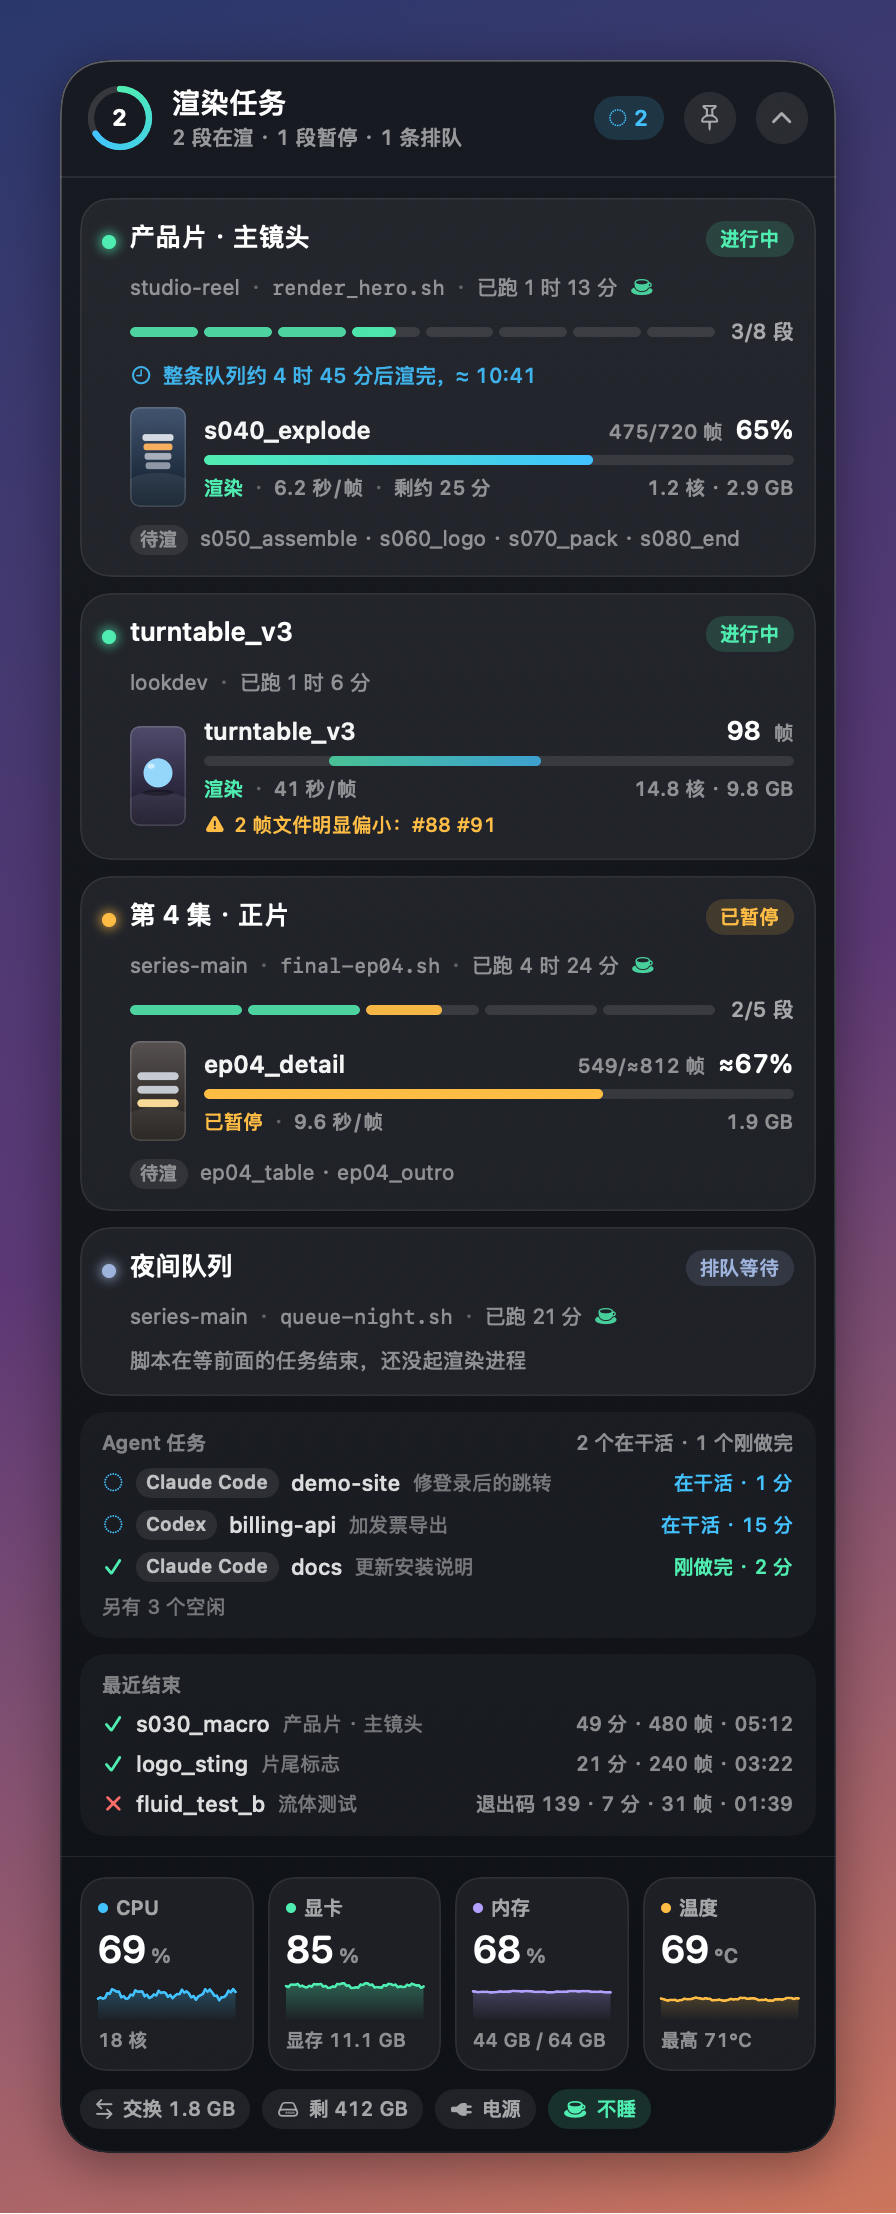 2
渲染任务
2 段在渲 · 1 段暂停 · 1 条排队
2
产品片 · 主镜头
进行中
studio-reel · render_hero.sh · 已跑 1 时 13 分
3/8 段
整条队列约 4 时 45 分后渲完，≈ 10:41
s040_explode
475/720 帧 65%
渲染 · 6.2 秒/帧 · 剩约 25 分
1.2 核 · 2.9 GB
待渲 s050_assemble · s060_logo · s070_pack · s080_end
turntable_v3
进行中
lookdev · 已跑 1 时 6 分
turntable_v3
98 帧
渲染 · 41 秒/帧
14.8 核 · 9.8 GB
2 帧文件明显偏小：#88 #91
第 4 集 · 正片
已暂停
series-main · final-ep04.sh · 已跑 4 时 24 分
2/5 段
ep04_detail
549/≈812 帧 ≈67%
已暂停 · 9.6 秒/帧
1.9 GB
待渲 ep04_table · ep04_outro
夜间队列
排队等待
series-main · queue-night.sh · 已跑 21 分
脚本在等前面的任务结束，还没起渲染进程
Agent 任务
2 个在干活 · 1 个刚做完
Claude Code demo-site 修登录后的跳转
在干活 · 1 分
Codex billing-api 加发票导出
在干活 · 15 分
Claude Code docs 更新安装说明
刚做完 · 2 分
另有 3 个空闲
最近结束
s030_macro 产品片 · 主镜头
49 分 · 480 帧 · 05:12
logo_sting 片尾标志
21 分 · 240 帧 · 03:22
fluid_test_b 流体测试
退出码 139 · 7 分 · 31 帧 · 01:39
CPU
69 %
18 核
显卡
85 %
显存 11.1 GB
内存
68 %
44 GB / 64 GB
温度
69 °C
最高 71°C
交换 1.8 GB
剩 412 GB
电源
不睡